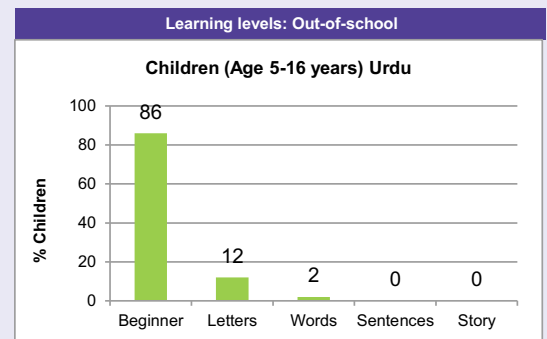 Learning levels: Out-of-school
Children (Age 5-16 years) Urdu
% Children
100
80
60
40
20
0
86
12
2
0
0
Beginner Letters Words Sentences Story